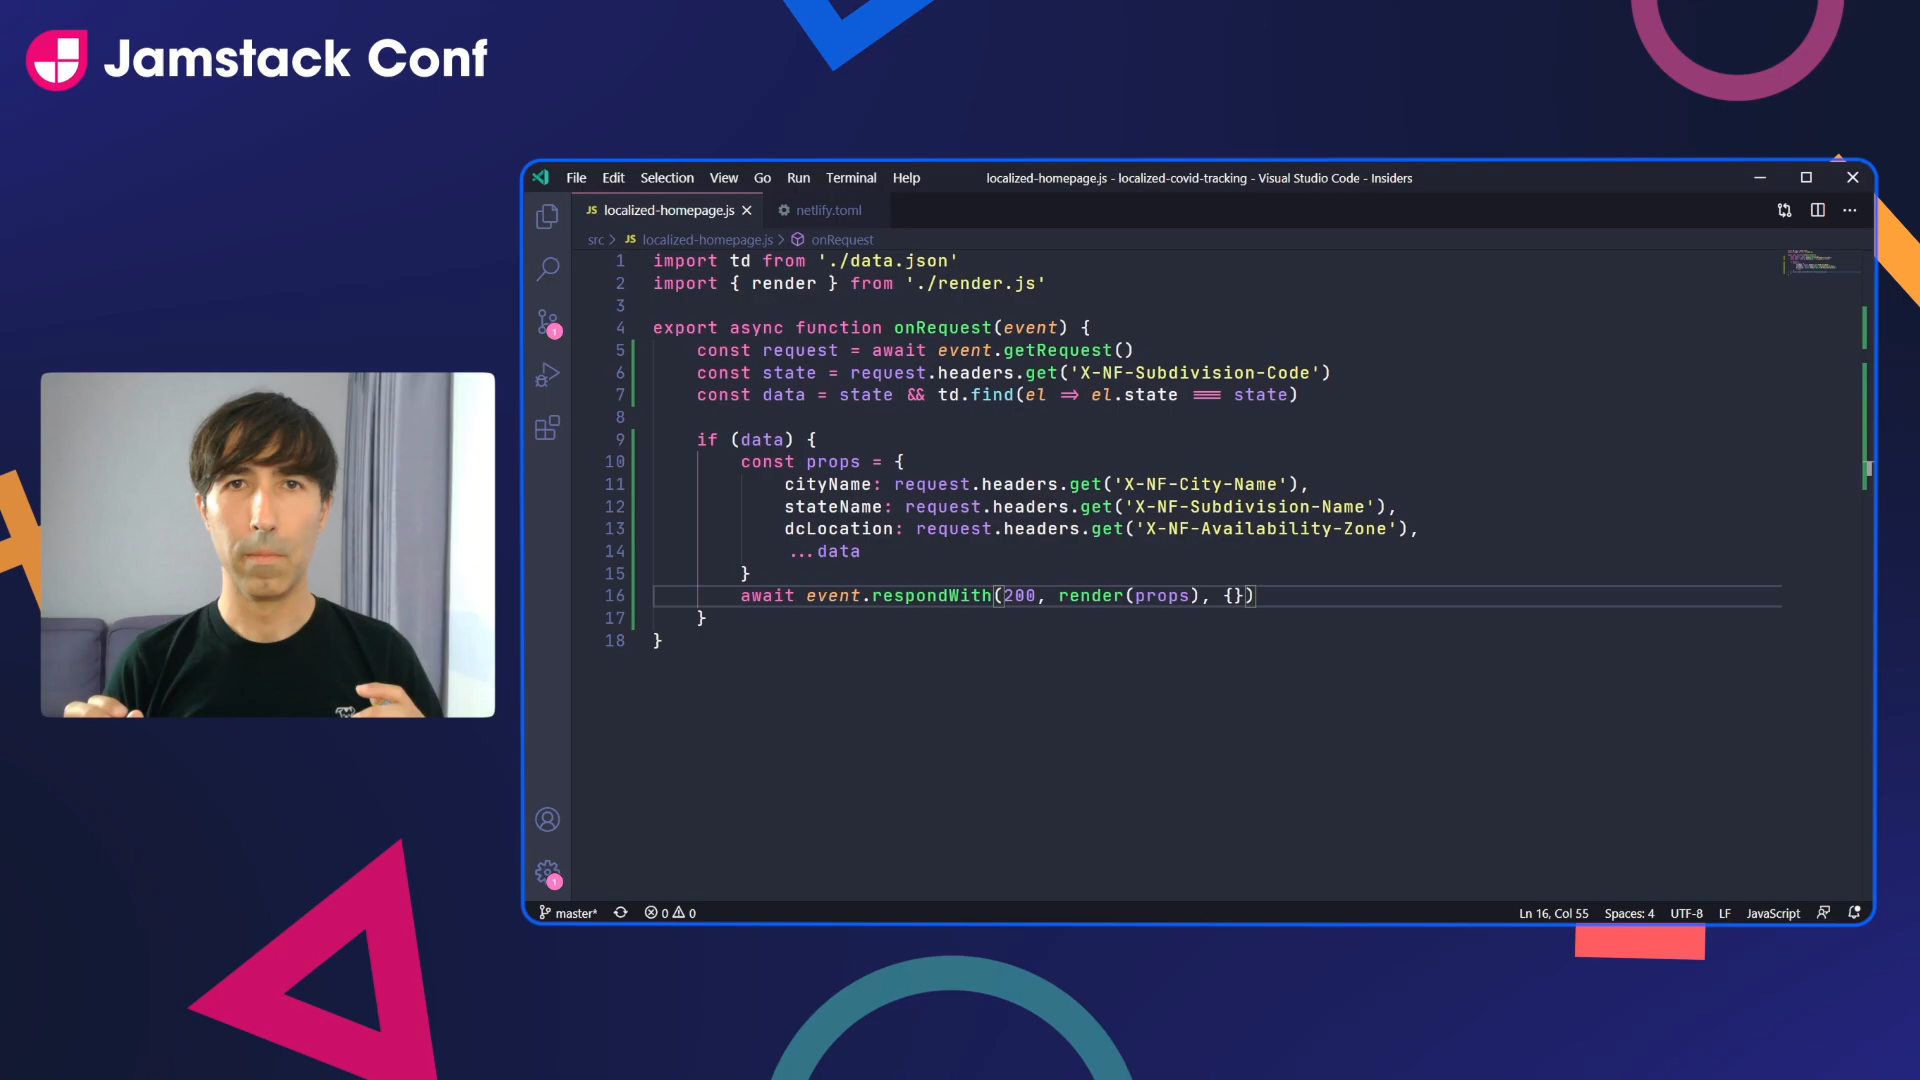 Jamstack Conf
File Edit Selection View Go Run Terminal Help
localized-homepage.js - localized-covid-tracking - Visual Studio Code - Insiders
JS localized-homepage.js
netlify.toml
src > JS localized-homepage.js > onRequest
1 import td from './data.json'
2 import { render } from './render.js'
3
4 export async function onRequest(event) {
5 const request = await event.getRequest()
6 const state = request.headers.get('X-NF-Subdivision-Code')
7 const data = state && td.find(el => el.state === state)
8
9 if (data) {
10 const props = {
11 cityName: request.headers.get('X-NF-City-Name'),
12 stateName: request.headers.get('X-NF-Subdivision-Name'),
13 dcLocation: request.headers.get('X-NF-Availability-Zone'),
14 ...data
15 }
16 await event.respondWith(200, render(props), {})
17 }
18 }
1
1
master* 0 0
Ln 16, Col 55 Spaces: 4 UTF-8 LF JavaScript